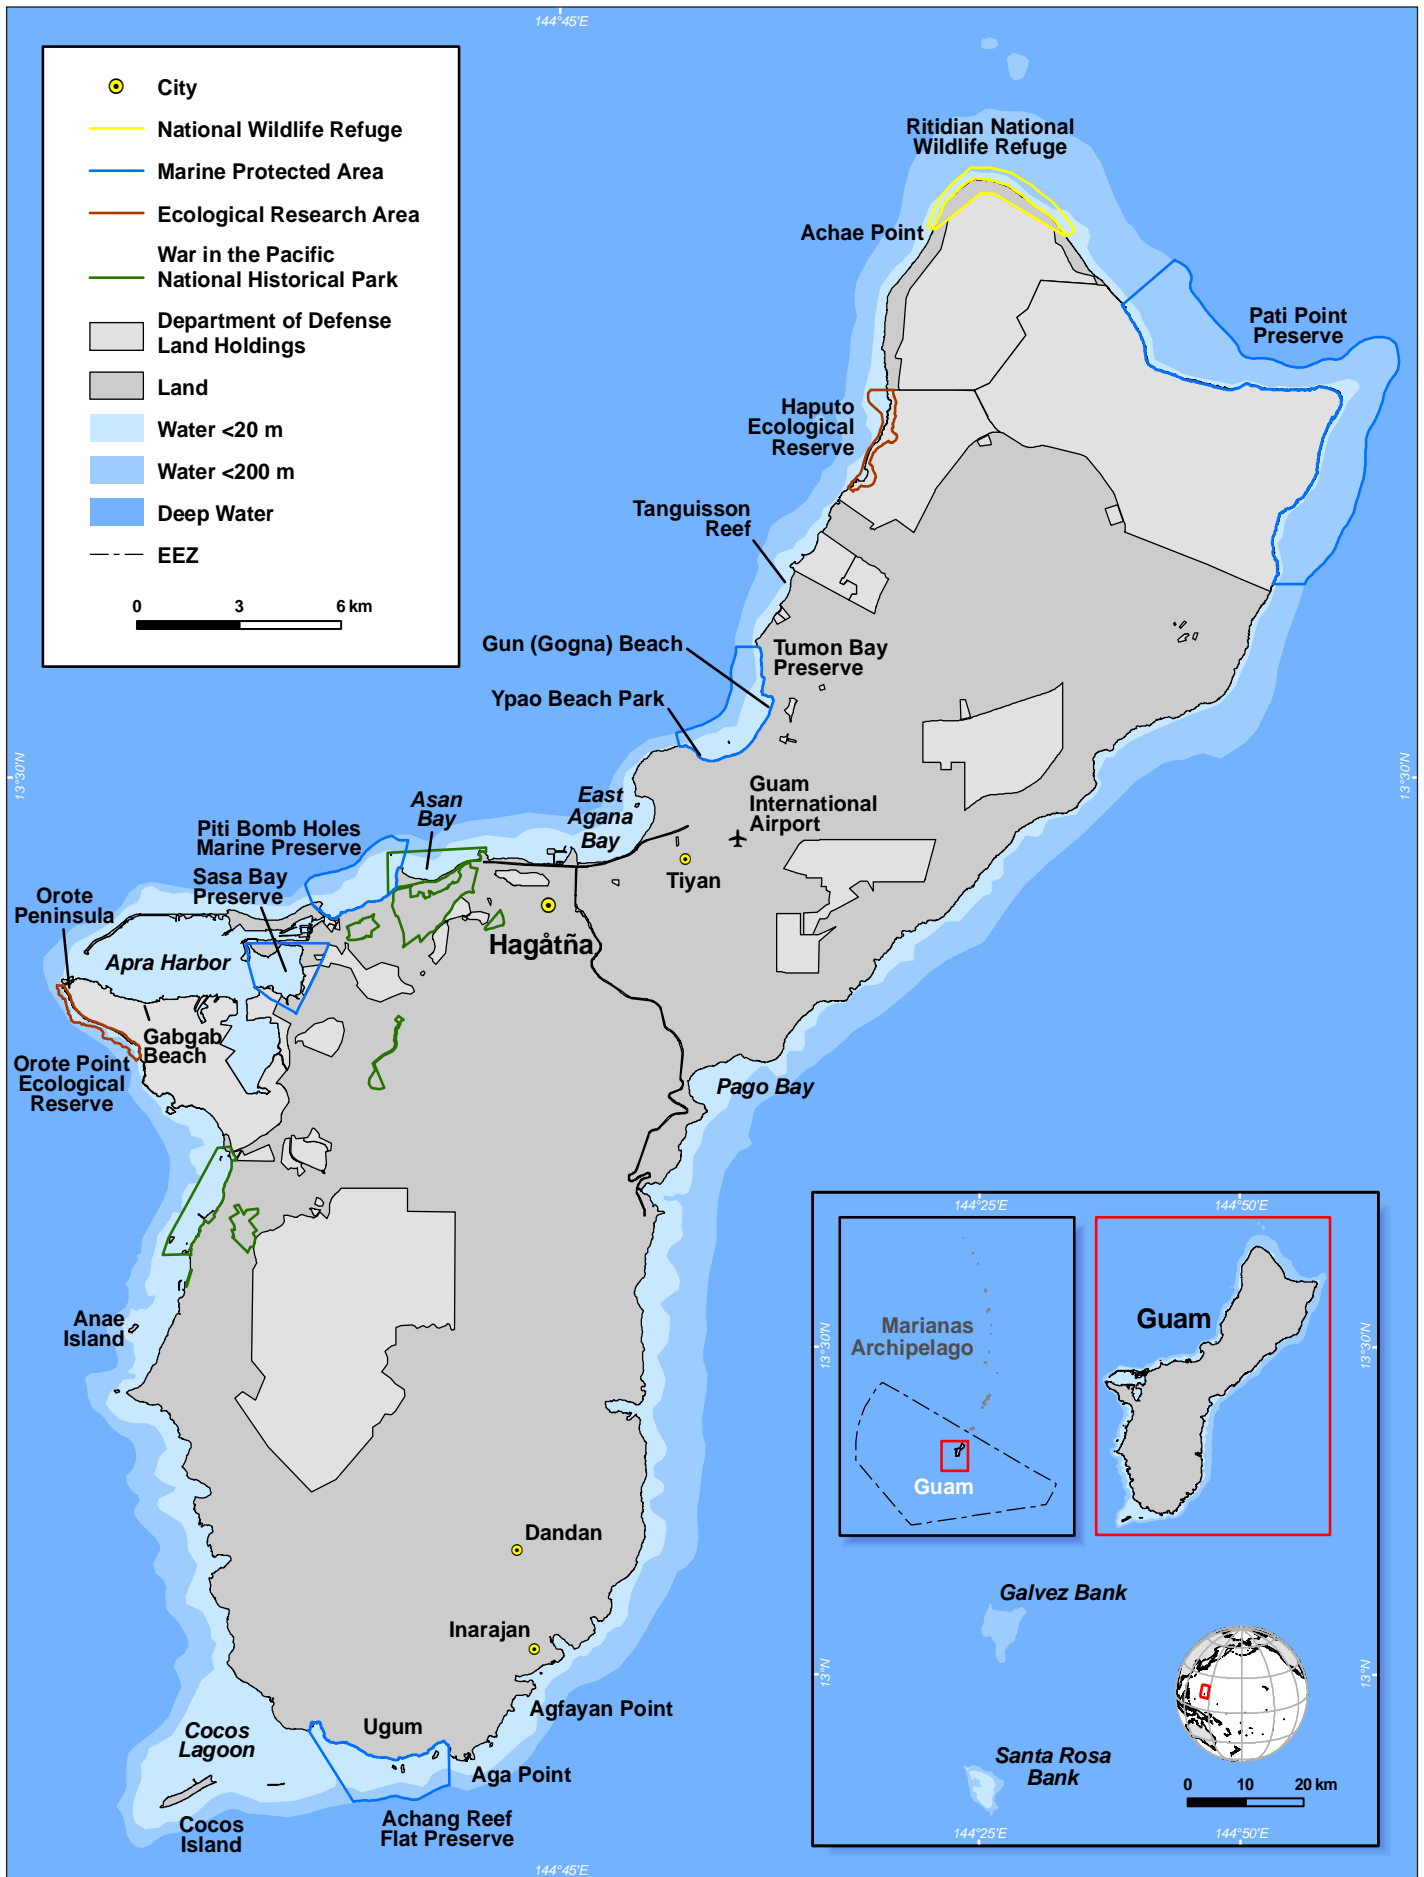 144°45'E
City
National Wildlife Refuge
Marine Protected Area
Ecological Research Area
War in the Pacific
National Historical Park
Department of Defense
Land Holdings
Land
Water <20 m
Water <200 m
Deep Water
EEZ
0 3 6 km
Ritidian National
Wildlife Refuge
Achae Point
Pati Point
Preserve
Haputo
Ecological
Reserve
Tanguisson
Reef
Gun (Gogna) Beach
Tumon Bay
Preserve
Ypao Beach Park
13°30'N
13°30'N
Guam
International
Airport
East
Agana
Bay
Asan
Bay
Piti Bomb Holes
Marine Preserve
Sasa Bay
Preserve
Tiyan
Orote
Peninsula
Hagåtña
Apra Harbor
Gabgab
Beach
Orote Point
Ecological
Reserve
Pago Bay
Anae
Island
Dandan
Inarajan
Agfayan Point
Ugum
Cocos
Lagoon
Aga Point
Achang Reef
Flat Preserve
Cocos
Island
144°45'E
144°25'E
144°50'E
Marianas
Archipelago
Guam
Guam
13°30'N
13°30'N
Galvez Bank
13°N
13°N
Santa Rosa
Bank
0 10 20 km
144°25'E
144°50'E